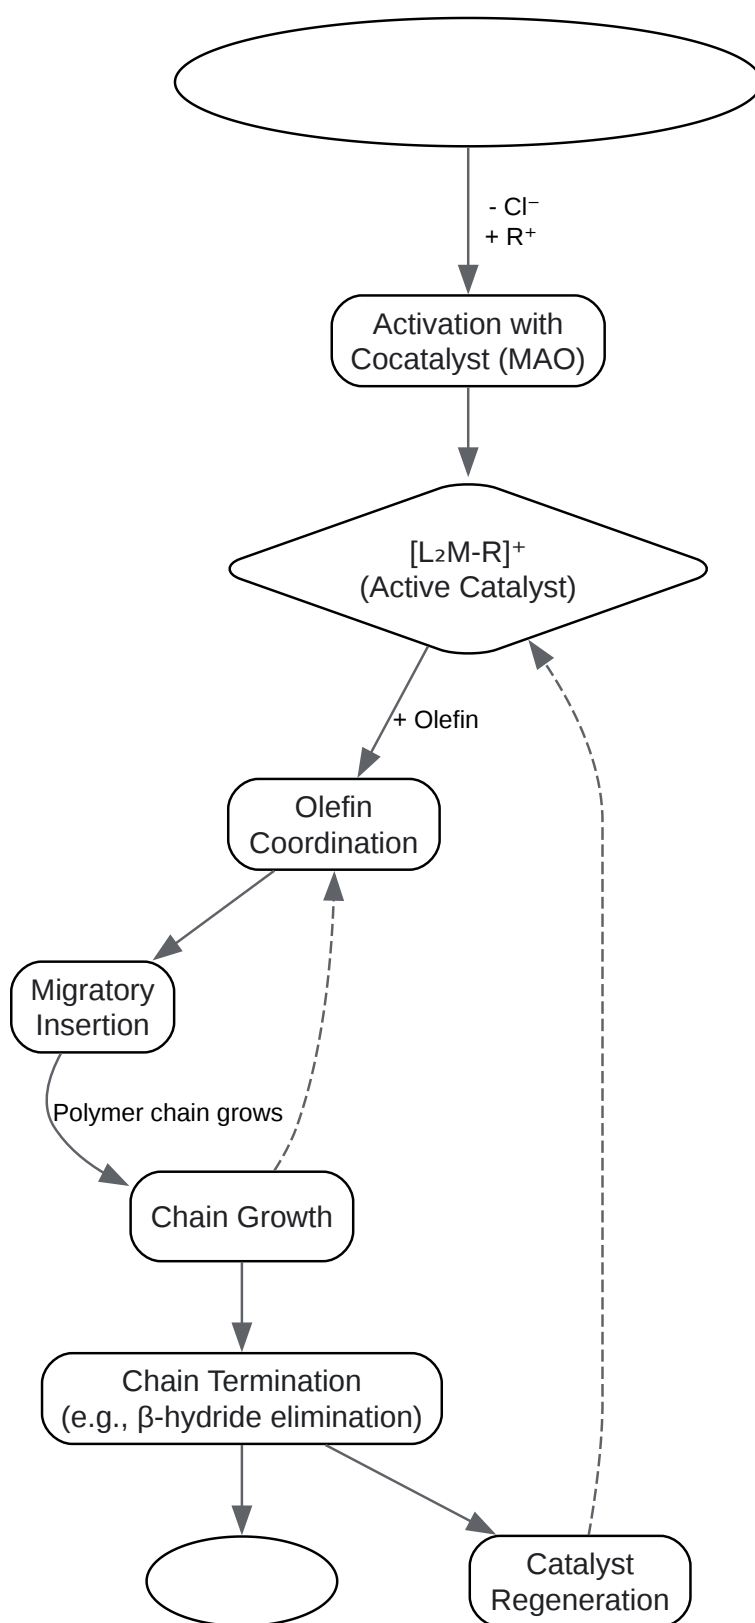 - Cl⁻
+ R⁺
Activation with
Cocatalyst (MAO)
[L₂M-R]⁺
(Active Catalyst)
+ Olefin
Olefin
Coordination
Migratory
Insertion
Polymer chain grows
Chain Growth
Chain Termination
(e.g., β-hydride elimination)
Catalyst
Regeneration